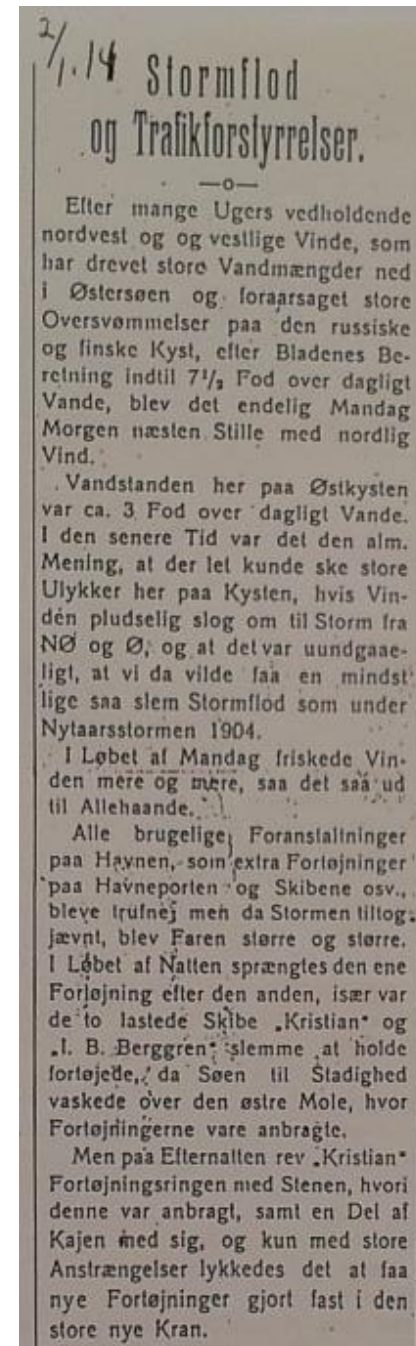 2/1.14
Stormflod
og Trafikforstyrrelser.
—o—
Efter mange Ugers vedholdende
nordvest og og vestlige Vinde, som
har drevet store Vandmængder ned
i Østersøen og foraarsaget store
Oversvømmelser paa den russiske
og finske Kyst, efter Bladenes Be-
retning indtil 7½ Fod over dagligt
Vande, blev det endelig Mandag
Morgen næsten Stille med nordlig
Vind.
Vandstanden her paa Østkysten
var ca. 3 Fod over dagligt Vande.
I den senere Tid var det den alm.
Mening, at der let kunde ske store
Ulykker her paa Kysten, hvis Vin-
den pludselig slog om til Storm fra
NØ og Ø, og at det var uundgaae-
ligt, at vi da vilde faa en mindst
lige saa slem Stormflod som under
Nytaarsstormen 1904.
I Løbet af Mandag friskede Vin-
den mere og mere, saa det saa ud
til Allehaande.
Alle brugelige Foranstaltninger
paa Havnen, som extra Fortøjninger
paa Havneporten og Skibene osv.,
bleve trufne, men da Stormen tiltog
jævnt, blev Faren større og større.
I Løbet af Natten sprængtes den ene
Fortøjning efter den anden, især var
de to lastede Skibe „Kristian“ og
„I. B. Berggren“ slemme at holde
fortøjede, da Søen til Stadighed
vaskede over den østre Mole, hvor
Fortøjningerne vare anbragte.
Men paa Efternatten rev „Kristian“
Fortøjningsringen med Stenen, hvori
denne var anbragt, samt en Del af
Kajen med sig, og kun med store
Anstrængelser lykkedes det at faa
nye Fortøjninger gjort fast i den
store nye Kran.